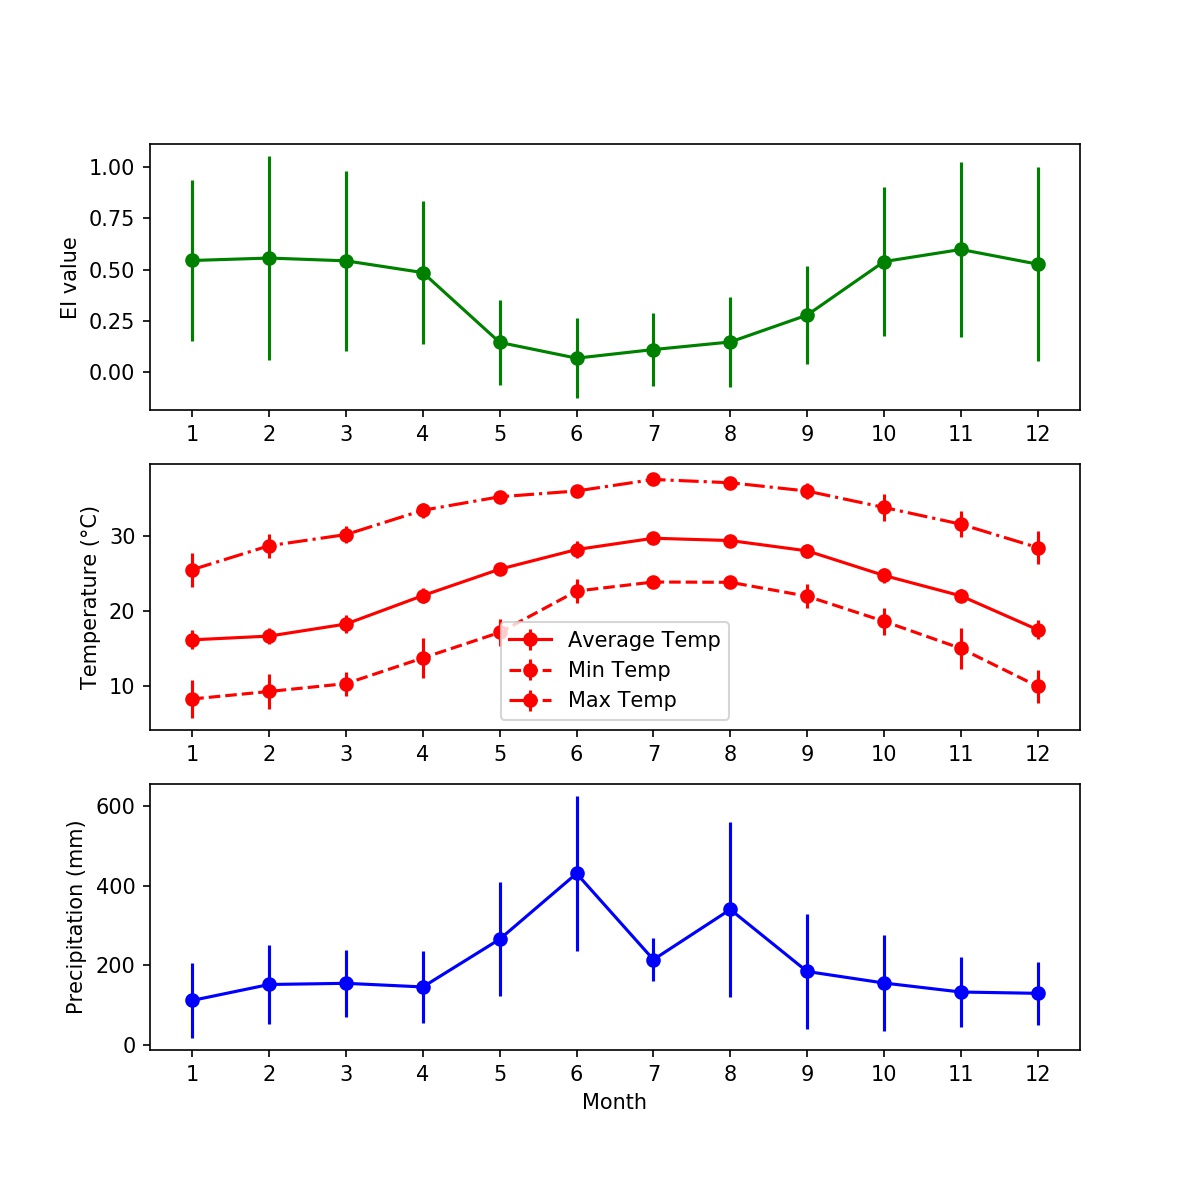 1.00
0.75
0.50
0.25
0.00
EI value
1 2 3 4 5 6 7 8 9 10 11 12
30
20
10
Temperature (°C)
Average Temp
Min Temp
Max Temp
1 2 3 4 5 6 7 8 9 10 11 12
600
400
200
0
Precipitation (mm)
1 2 3 4 5 6 7 8 9 10 11 12
Month